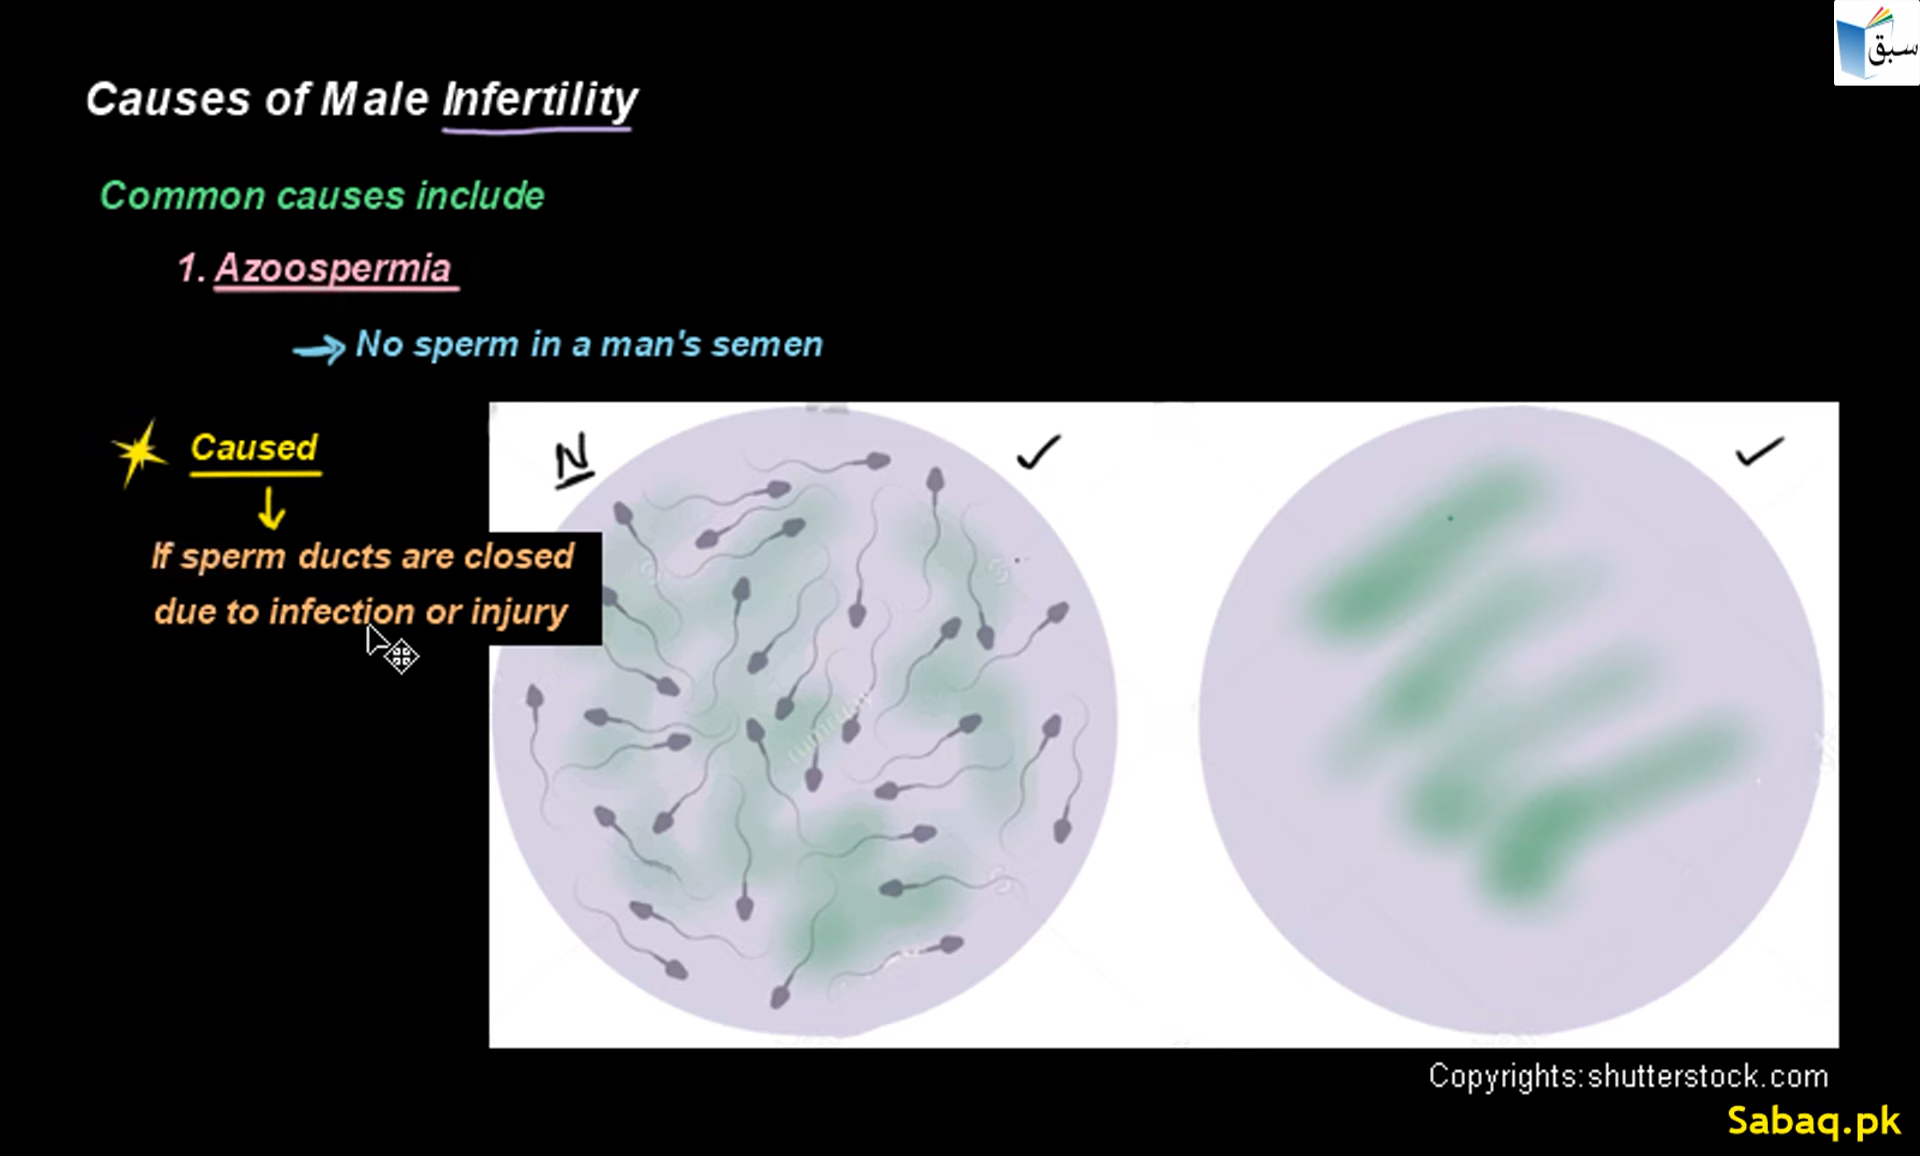 سبق
Causes of Male Infertility
Common causes include
1. Azoospermia
No sperm in a man's semen
Caused
N
If sperm ducts are closed
due to infection or injury
Copyrights:shutterstock.com
Sabaq.pk